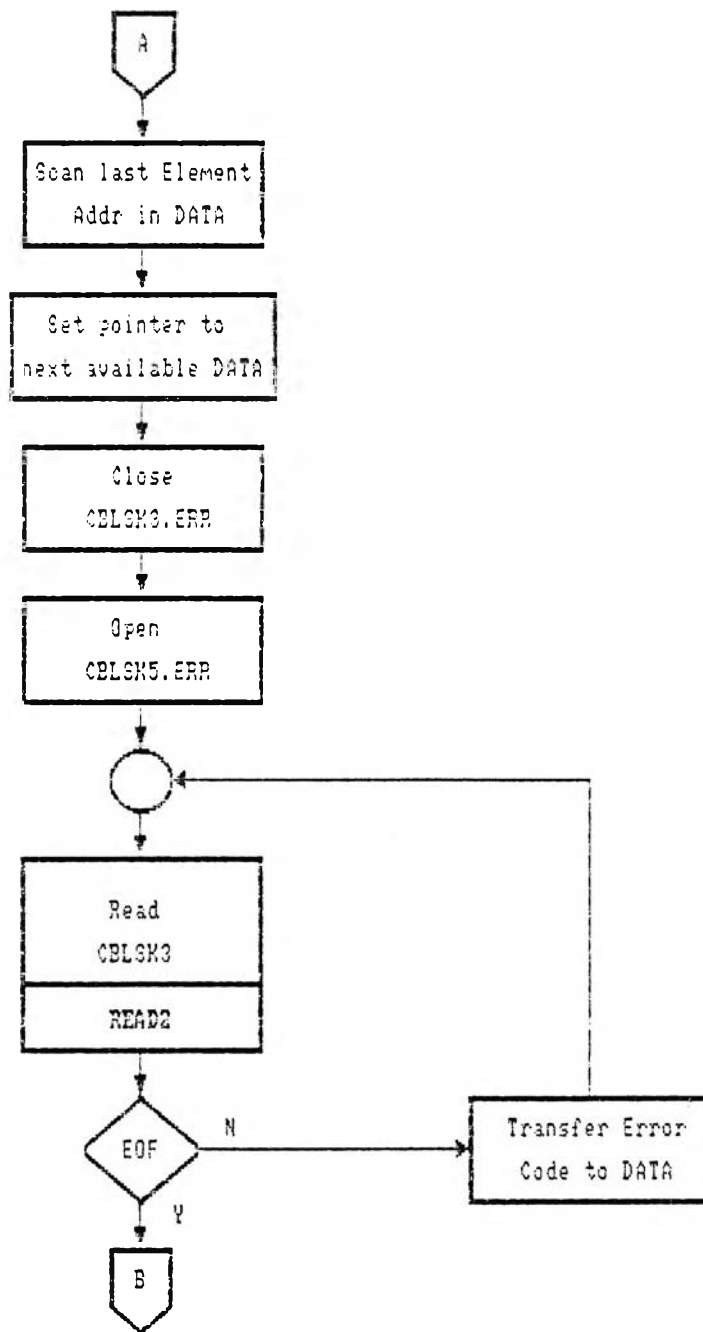 A
Scan last Element
Addr in DATA
Set pointer to
next available DATA
Close
CBLSK3.ERR
Open
CBLSK5.ERR
Read
CBLSK3
READ2
EOF
N
Transfer Error
Code to DATA
Y
B